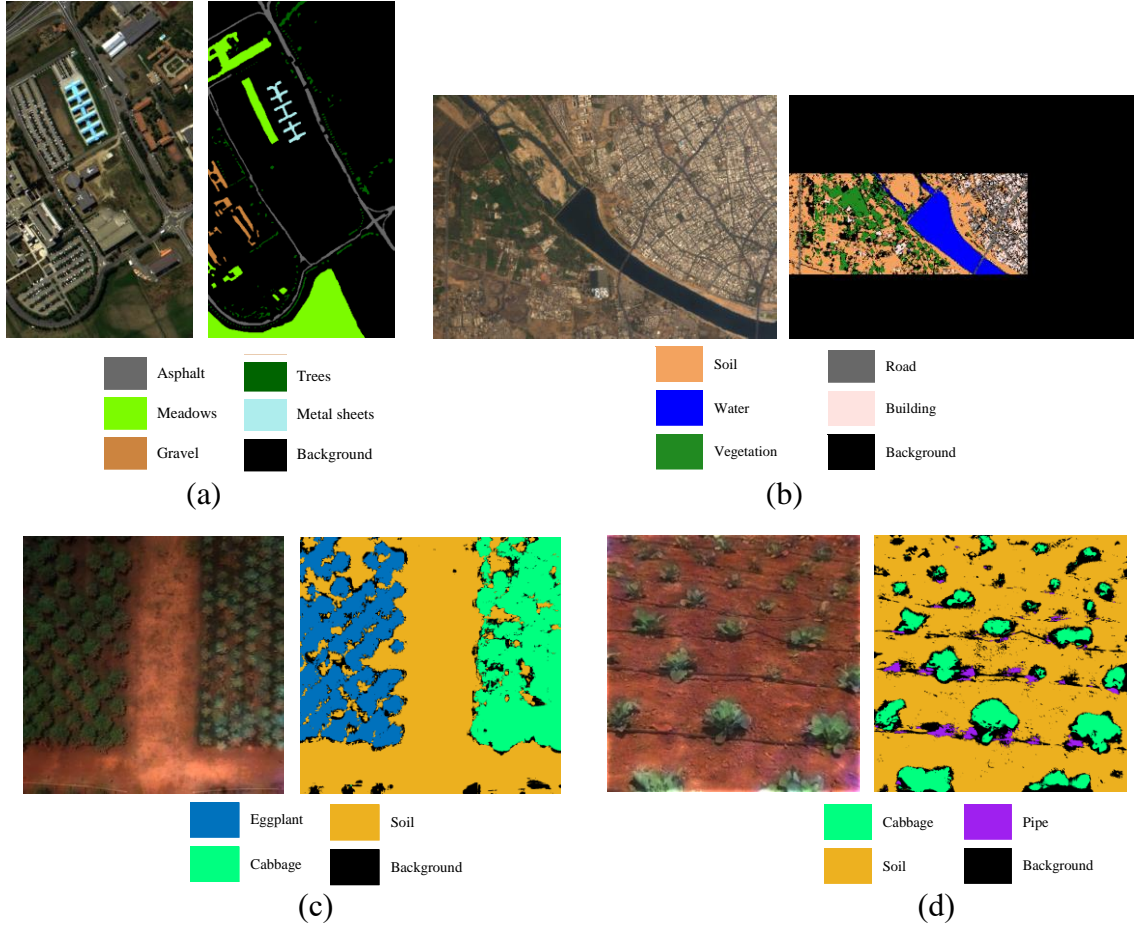 Asphalt
Trees
Meadows
Metal sheets
Gravel
Background
(a)
Soil
Road
Water
Building
Vegetation
Background
(b)
Eggplant
Soil
Cabbage
Background
(c)
Cabbage
Pipe
Soil
Background
(d)